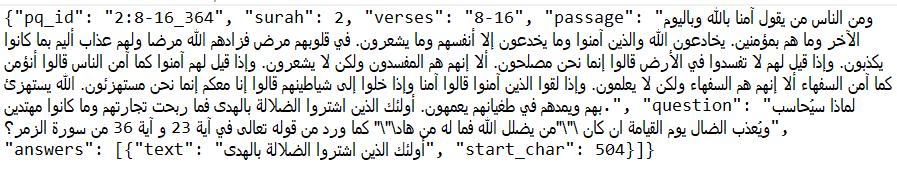 {"pq_id": "2:8-16_364", "surah": 2, "verses": "8-16", "passage": "ومن الناس من يقول آمنا بالله وباليوم
الآخر وما هم بمؤمنين. يخادعون الله والذين آمنوا وما يخدعون إلا أنفسهم وما يشعرون. في قلوبهم مرض فزادهم الله مرضا ولهم عذاب أليم بما كانوا
يكذبون. وإذا قيل لهم لا تفسدوا في الأرض قالوا إنما نحن مصلحون. ألا إنهم هم المفسدون ولكن لا يشعرون. وإذا قيل لهم آمنوا كما آمن الناس قالوا أنؤمن
كما آمن السفهاء ألا إنهم هم السفهاء ولكن لا يعلمون. وإذا لقوا الذين آمنوا قالوا آمنا وإذا خلوا إلى شياطينهم قالوا إنا معكم إنما نحن مستهزئون. الله يستهزئ
بهم ويمدهم في طغيانهم يعمهون. أولئك الذين اشتروا الضلالة بالهدى فما ربحت تجارتهم وما كانوا مهتدين.", "question": "لماذا سيُحاسب
ويُعذب الضال يوم القيامة ان كان \"\"من يضلل الله فما له من هاد\"\" كما ورد من قوله تعالى في آية 23 و آية 36 من سورة الزمر؟",
"answers": [{"text": "أولئك الذين اشتروا الضلالة بالهدى", "start_char": 504}]}